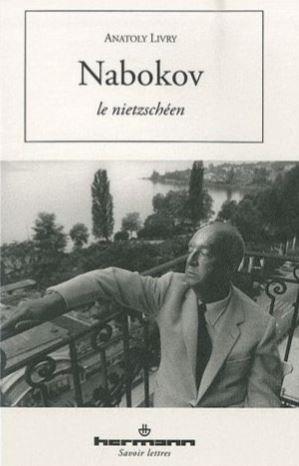 ANATOLY LIVRY
Nabokov
le nietzschéen
hermann
Savoir lettres